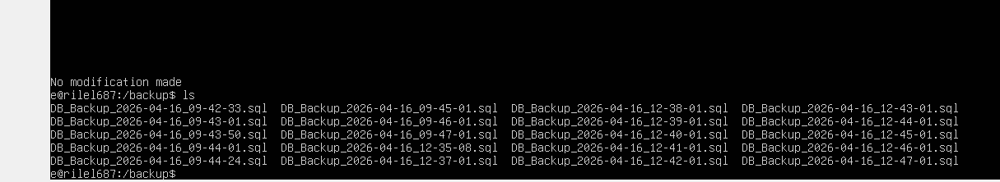 No modification made
e@rilel687:/backup$ ls
DB_Backup_2026-04-16_09-42-33.sql  DB_Backup_2026-04-16_09-45-01.sql  DB_Backup_2026-04-16_12-38-01.sql  DB_Backup_2026-04-16_12-43-01.sql
DB_Backup_2026-04-16_09-43-01.sql  DB_Backup_2026-04-16_09-46-01.sql  DB_Backup_2026-04-16_12-39-01.sql  DB_Backup_2026-04-16_12-44-01.sql
DB_Backup_2026-04-16_09-43-50.sql  DB_Backup_2026-04-16_09-47-01.sql  DB_Backup_2026-04-16_12-40-01.sql  DB_Backup_2026-04-16_12-45-01.sql
DB_Backup_2026-04-16_09-44-01.sql  DB_Backup_2026-04-16_12-35-08.sql  DB_Backup_2026-04-16_12-41-01.sql  DB_Backup_2026-04-16_12-46-01.sql
DB_Backup_2026-04-16_09-44-24.sql  DB_Backup_2026-04-16_12-37-01.sql  DB_Backup_2026-04-16_12-42-01.sql  DB_Backup_2026-04-16_12-47-01.sql
e@rilel687:/backup$